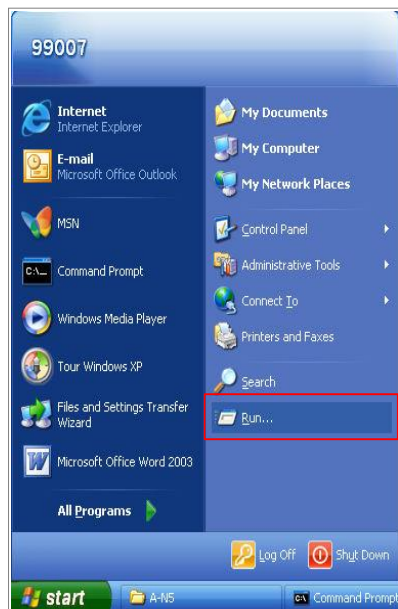 99007
Internet
Internet Explorer
E-mail
Microsoft Office Outlook
MSN
C:\_
Command Prompt
Windows Media Player
Tour Windows XP
Files and Settings Transfer
Wizard
Microsoft Office Word 2003
All Programs
My Documents
My Computer
My Network Places
Control Panel
Administrative Tools
Connect To
Printers and Faxes
Search
Run...
Log Off
Shut Down
start
A-N5
Command Prompt